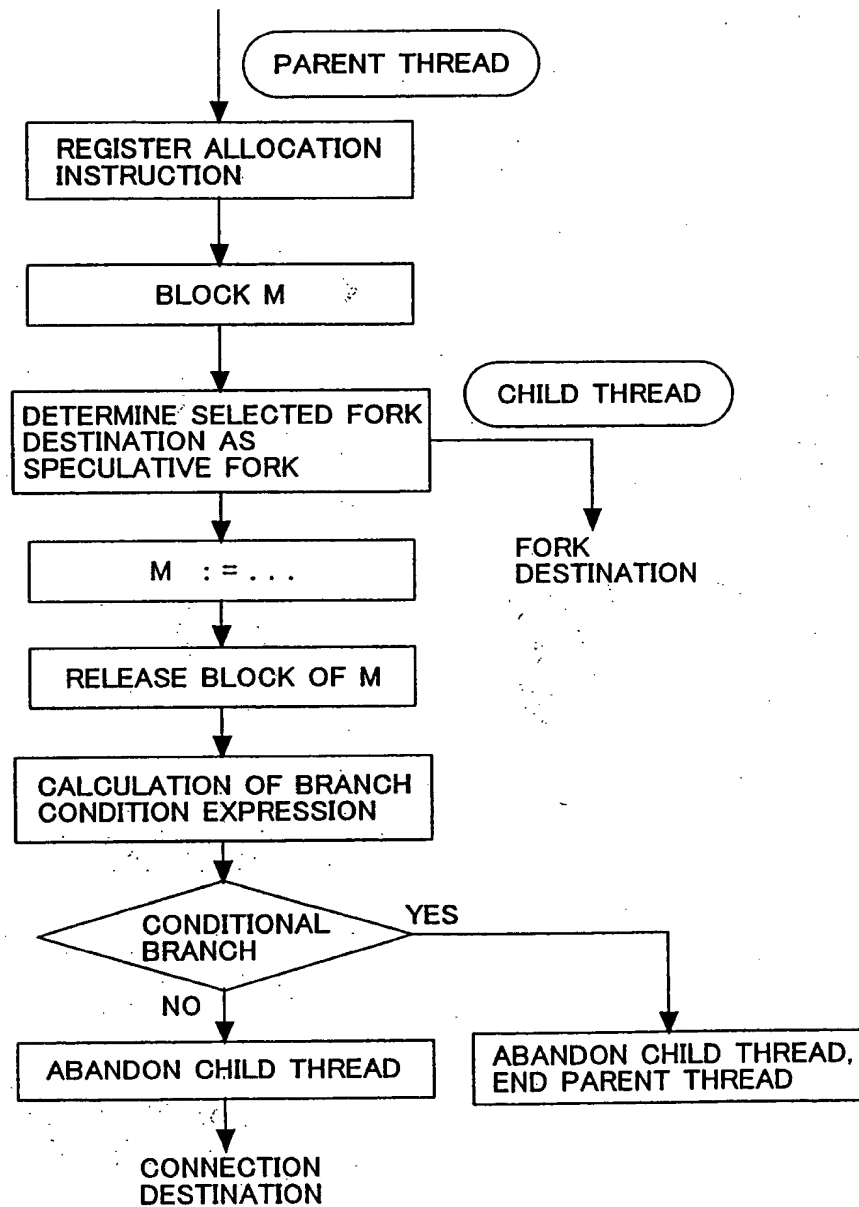 PARENT THREAD
REGISTER ALLOCATION
INSTRUCTION
BLOCK M
CHILD THREAD
DETERMINE SELECTED FORK
DESTINATION AS
SPECULATIVE FORK
FORK
DESTINATION
M := ...
RELEASE BLOCK OF M
CALCULATION OF BRANCH
CONDITION EXPRESSION
CONDITIONAL
BRANCH
YES
NO
ABANDON CHILD THREAD
ABANDON CHILD THREAD,
END PARENT THREAD
CONNECTION
DESTINATION